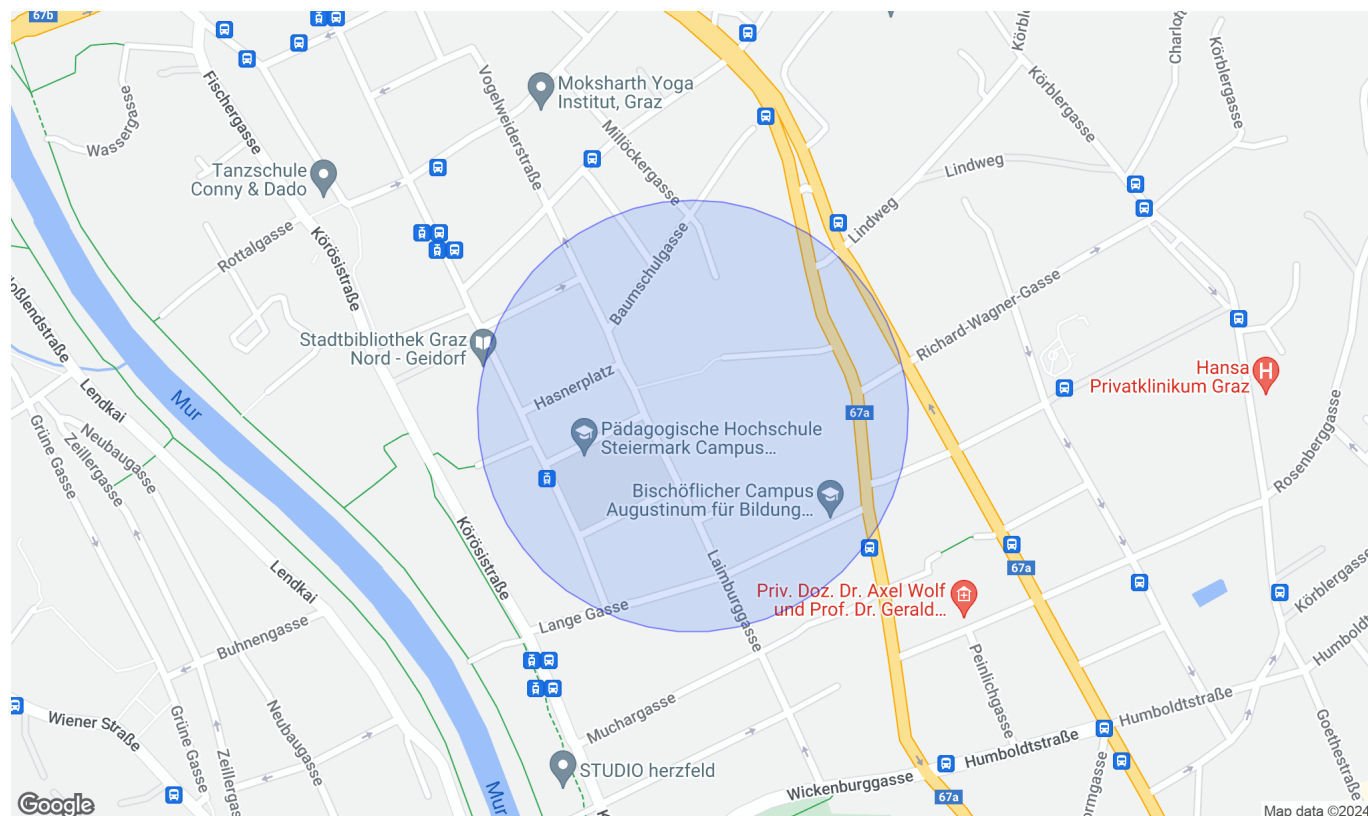 67b
Fischergasse
Wassergasse
Vogelweiderstraße
Moksharth Yoga
Institut, Graz
Millöckergasse
Körblergasse
Körblergasse
Lindweg
Lindweg
Tanzschule
Conny & Dado
Rottalgasse
Körösistraße
Baumschulgasse
Richard-Wagner-Gasse
Stadtbibliothek Graz
Nord - Geidorf
Hasnerplatz
Hansa
Privatklinikum Graz
Lendkai
Mur
67a
Grüne Gasse
Zeillergasse
Neubaugasse
Pädagogische Hochschule
Steiermark Campus...
Rosenberggasse
Bischöflicher Campus
Augustinum für Bildung...
Körösistraße
Laimburggasse
67a
Lendkai
Lange Gasse
Priv. Doz. Dr. Axel Wolf
und Prof. Dr. Gerald...
Körblergasse
Buhnengasse
Peinlichgasse
Muchargasse
Humboldtstraße
Humboldtstraße
Wiener Straße
Grüne Gasse
Zeillergasse
Neubaugasse
Goethestraße
STUDIO herzfeld
Wickenburggasse
67a
Mur
Google
Map data ©2024